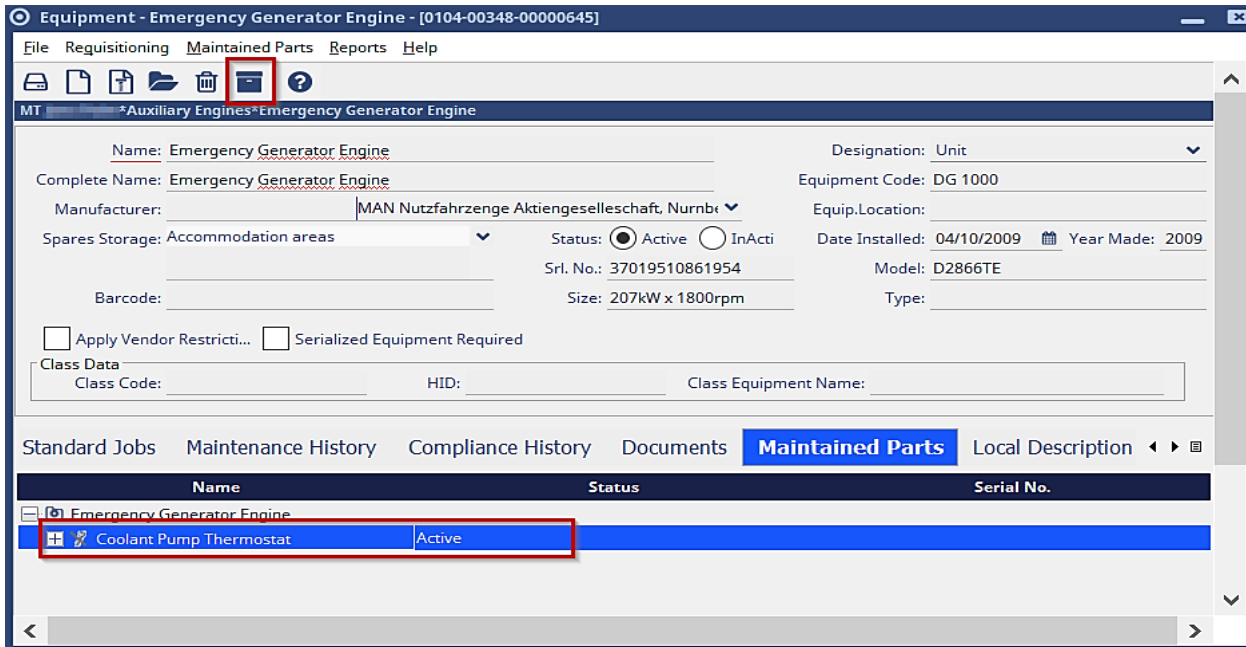 Equipment - Emergency Generator Engine - [0104-00348-00000645]
File Requisitioning Maintained Parts Reports Help
MT *Auxiliary Engines*Emergency Generator Engine
Name: Emergency Generator Engine Designation: Unit
Complete Name: Emergency Generator Engine Equipment Code: DG 1000
Manufacturer: MAN Nutzfahrzenge Aktiengeselleschaft, Nurnbe Equip.Location:
Spares Storage: Accommodation areas Status: Active InActi Date Installed: 04/10/2009 Year Made: 2009
Srl. No.: 37019510861954 Model: D2866TE
Barcode: Size: 207kW x 1800rpm Type:
Apply Vendor Restricti... Serialized Equipment Required
Class Data
Class Code: HID: Class Equipment Name:
Standard Jobs Maintenance History Compliance History Documents Maintained Parts Local Description
Name Status Serial No.
Emergency Generator Engine
Coolant Pump Thermostat Active